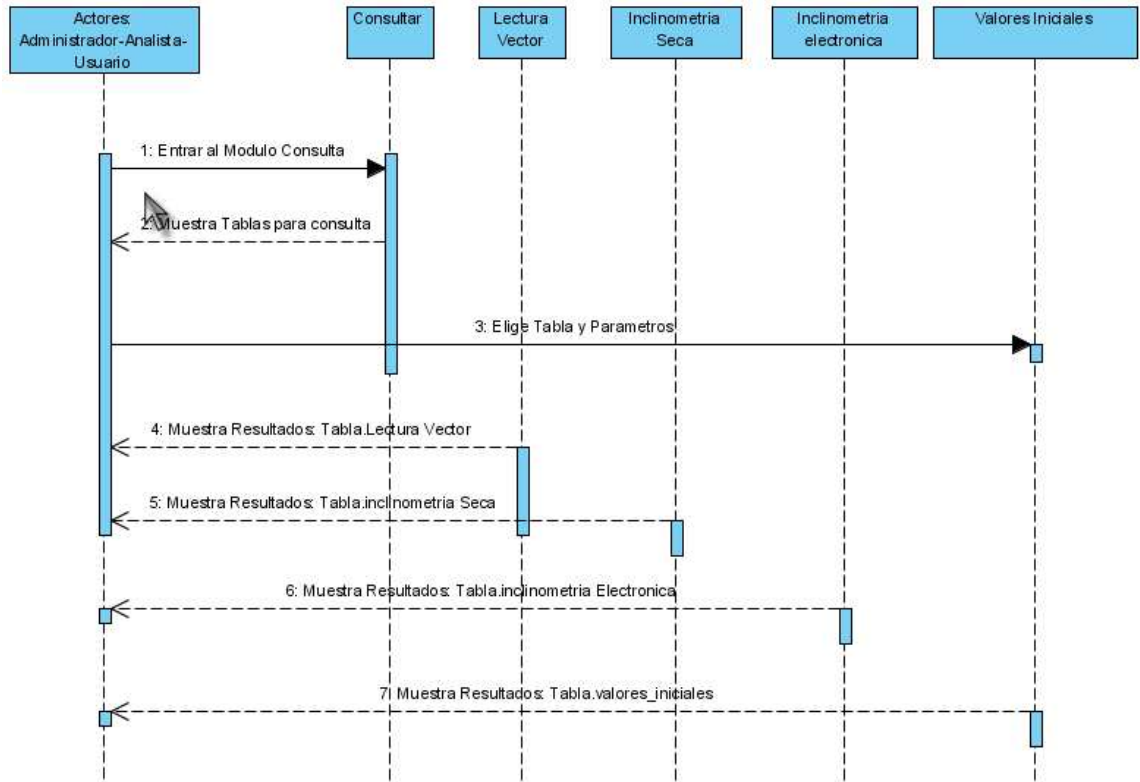 Actores:
Administrador-Analista-
Usuario
Consultar
Lectura
Vector
Inclinometria
Seca
Inclinometria
electronica
Valores Iniciales
1: Entrar al Modulo Consulta
2: Muestra Tablas para consulta
3: Elige Tabla y Parametros
4: Muestra Resultados: Tabla.Lectura Vector
5: Muestra Resultados: Tabla.inclinometria Seca
6: Muestra Resultados: Tabla.inclinometria Electronica
7: Muestra Resultados: Tabla.valores_iniciales